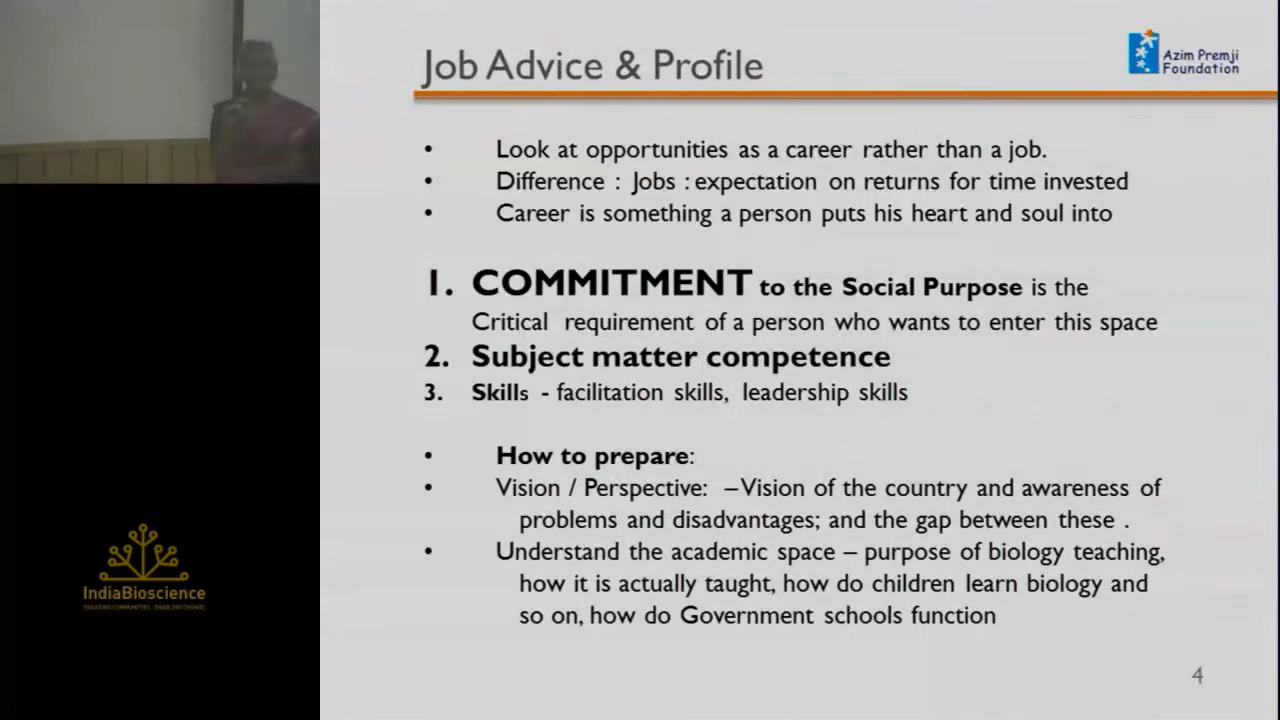 Job Advice & Profile
Azim Premji
Foundation
• Look at opportunities as a career rather than a job.
• Difference : Jobs : expectation on returns for time invested
• Career is something a person puts his heart and soul into
1. COMMITMENT to the Social Purpose is the
Critical requirement of a person who wants to enter this space
2. Subject matter competence
3. Skills - facilitation skills, leadership skills
• How to prepare:
• Vision / Perspective: – Vision of the country and awareness of
problems and disadvantages; and the gap between these .
• Understand the academic space – purpose of biology teaching,
how it is actually taught, how do children learn biology and
so on, how do Government schools function
4
IndiaBioscience
ENGAGING COMMUNITIES . ENABLING CHANGE.